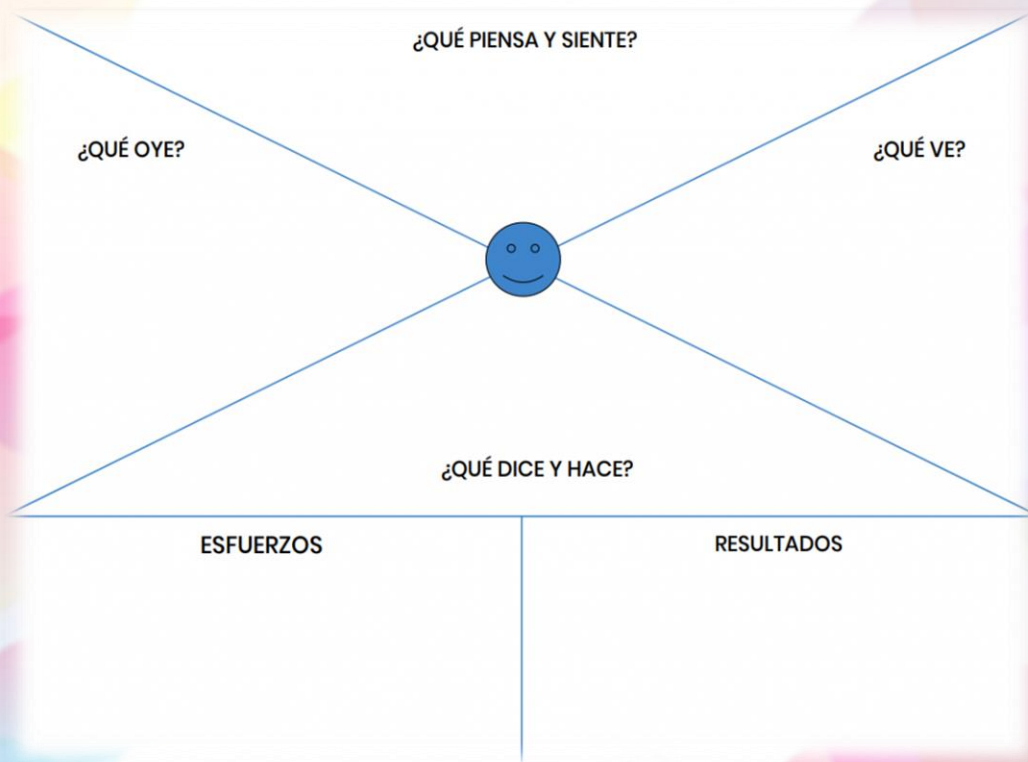 ¿QUÉ PIENSA Y SIENTE?
¿QUÉ OYE?
¿QUÉ VE?
¿QUÉ DICE Y HACE?
ESFUERZOS
RESULTADOS